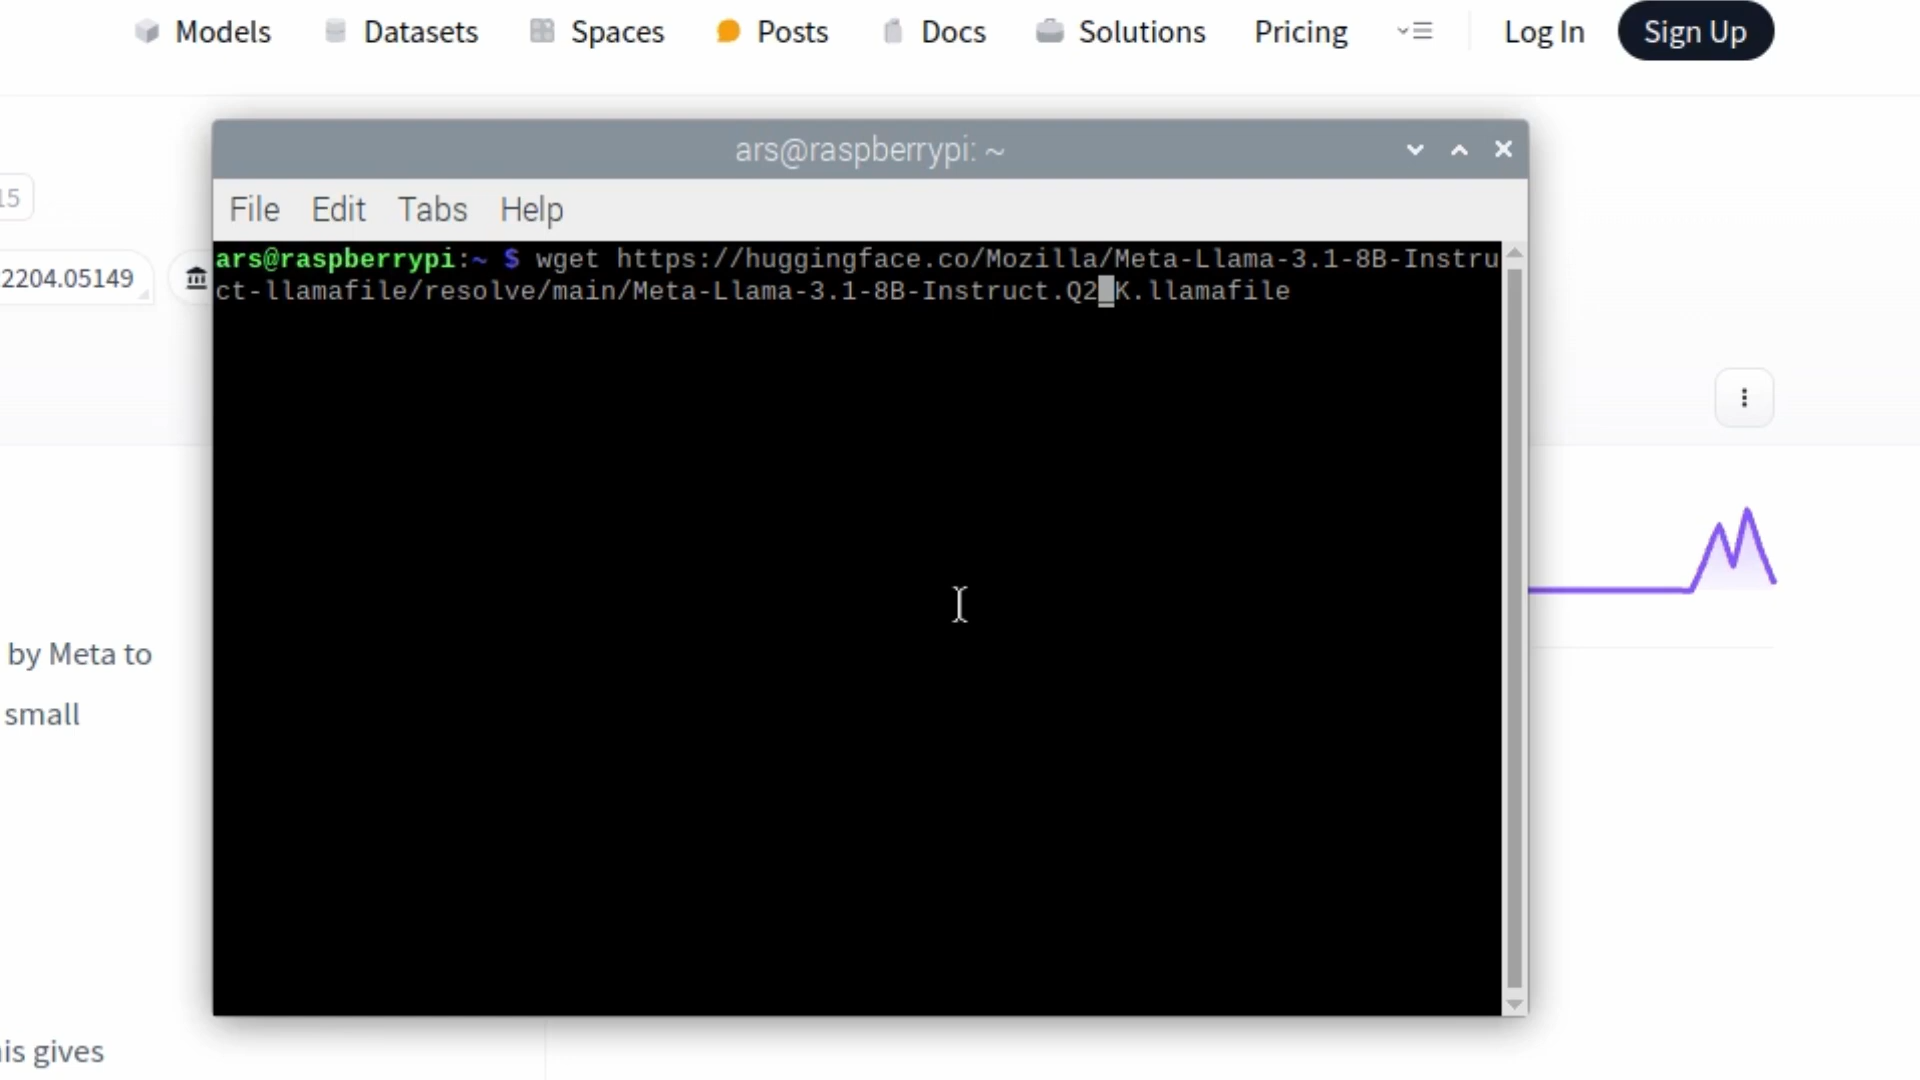 Models Datasets Spaces Posts Docs Solutions Pricing Log In Sign Up
ars@raspberrypi: ~
15
File Edit Tabs Help
2204.05149
ars@raspberrypi:~ $ wget https://huggingface.co/Mozilla/Meta-Llama-3.1-8B-Instru
ct-llamafile/resolve/main/Meta-Llama-3.1-8B-Instruct.Q2_K.llamafile
by Meta to
small
gives